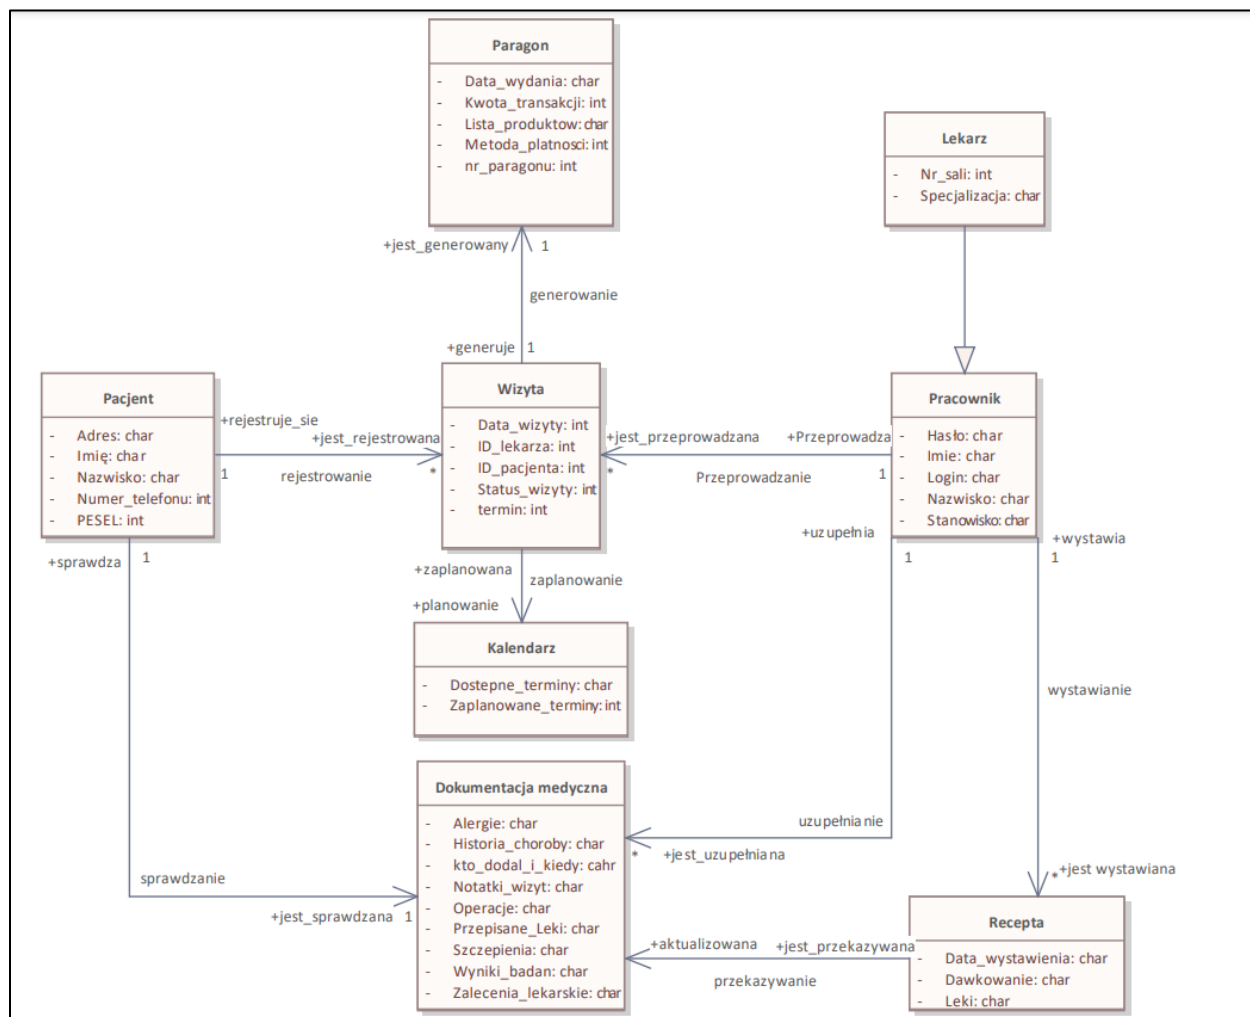 Paragon
- Data_wydania: char
- Kwota_transakcji: int
- Lista_produktow: char
- Metoda_platnosci: int
- nr_paragonu: int
Lekarz
- Nr_sali: int
- Specjalizacja: char
+jest_generowany 1
generowanie
+generuje 1
Pacjent
- Adres: char
- Imię: char
- Nazwisko: char
- Numer_telefonu: int
- PESEL: int
+rejestruje_sie
+jest_rejestrowana
1 rejestrowanie *
Wizyta
- Data_wizyty: int
- ID_lekarza: int
- ID_pacjenta: int
- Status_wizyty: int
- termin: int
+jest_przeprowadzana +Przeprowadza
* Przeprowadzanie 1
Pracownik
- Hasło: char
- Imie: char
- Login: char
- Nazwisko: char
- Stanowisko: char
+sprawdza 1
+zaplanowana zaplanowanie
+planowanie
+uzupełnia
1
+wystawia
1
Kalendarz
- Dostepne_terminy: char
- Zaplanowane_terminy: int
wystawianie
Dokumentacja medyczna
- Alergie: char
- Historia_choroby: char
- kto_dodal_i_kiedy: cahr
- Notatki_wizyt: char
- Operacje: char
- Przepisane_Leki: char
- Szczepienia: char
- Wyniki_badan: char
- Zalecenia_lekarskie: char
uzupełnianie
* +jest_uzupełniana
sprawdzanie
+jest_sprawdzana 1
* +jest wystawiana
+aktualizowana +jest_przekazywana
przekazywanie
Recepta
- Data_wystawienia: char
- Dawkowanie: char
- Leki: char